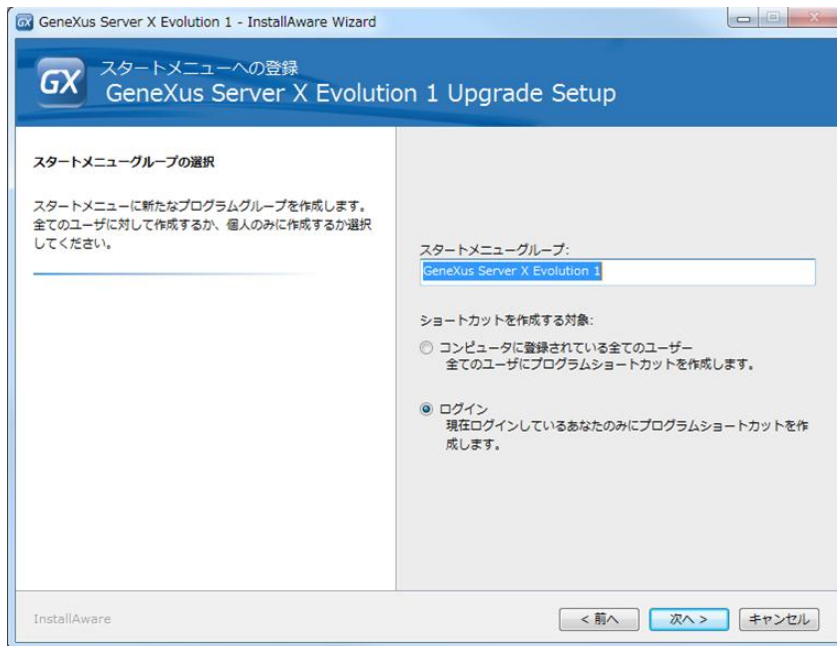 GX GeneXus Server X Evolution 1 - InstallAware Wizard
GX
スタートメニューへの登録
GeneXus Server X Evolution 1 Upgrade Setup
スタートメニューグループの選択
スタートメニューに新たなプログラムグループを作成します。
全てのユーザに対して作成するか、個人のみに作成するか選択
してください。
スタートメニューグループ:
GeneXus Server X Evolution 1
ショートカットを作成する対象:
コンピュータに登録されている全てのユーザー
全てのユーザにプログラムショートカットを作成します。
ログイン
現在ログインしているあなたのみにプログラムショートカットを作
成します。
InstallAware
< 前へ 次へ > キャンセル